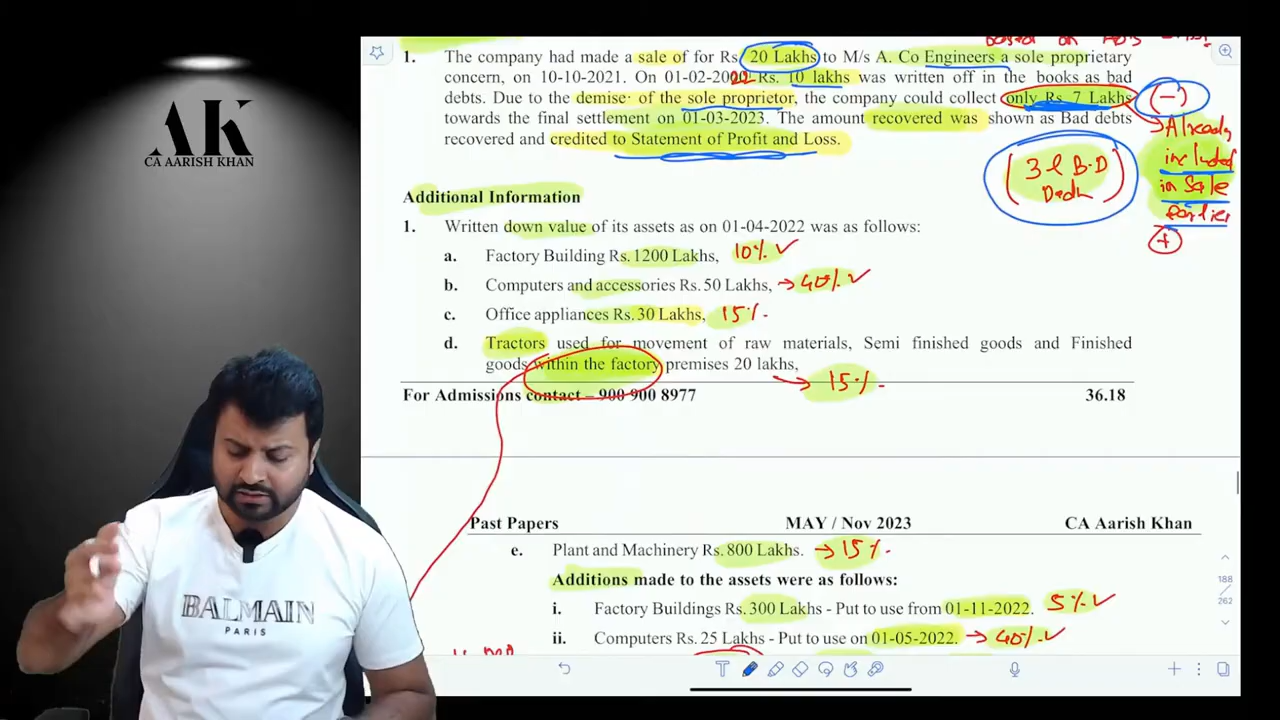 AK
CA AARISH KHAN
BALMAIN
PARIS
1. The company had made a sale of for Rs. 20 Lakhs to M/s A. Co Engineers a sole proprietary
concern, on 10-10-2021. On 01-02-2022 Rs. 10 lakhs was written off in the books as bad
debts. Due to the demise of the sole proprietor, the company could collect only Rs. 7 Lakhs
towards the final settlement on 01-03-2023. The amount recovered was shown as Bad debts
recovered and credited to Statement of Profit and Loss.
(-)
Already
included
in Sale
earlier
(+)
(3 l B.D
Dedn)
Additional Information
1. Written down value of its assets as on 01-04-2022 was as follows:
a. Factory Building Rs. 1200 Lakhs, 10% ✓
b. Computers and accessories Rs. 50 Lakhs, → 40% ✓
c. Office appliances Rs. 30 Lakhs, 15%.
d. Tractors used for movement of raw materials, Semi finished goods and Finished
goods within the factory premises 20 lakhs,
→ 15%.
For Admissions contact – 900 900 8977 36.18
Past Papers MAY / Nov 2023 CA Aarish Khan
e. Plant and Machinery Rs. 800 Lakhs. → 15%.
Additions made to the assets were as follows:
i. Factory Buildings Rs. 300 Lakhs - Put to use from 01-11-2022. 5% ✓
ii. Computers Rs. 25 Lakhs - Put to use on 01-05-2022. → 40% ✓
188
262